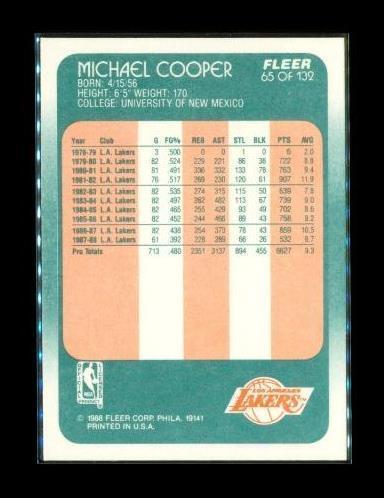 MICHAEL COOPER
FLEER
65 OF 132
BORN: 4/15/56
HEIGHT: 6'5" WEIGHT: 170
COLLEGE: UNIVERSITY OF NEW MEXICO
Year Club G FG% REB AST STL BLK PTS AVG
1978-79 L.A. Lakers 3 .500 0 0 1 0 6 2.0
1979-80 L.A. Lakers 82 .524 229 221 86 38 722 8.8
1980-81 L.A. Lakers 81 .491 336 332 133 78 763 9.4
1981-82 L.A. Lakers 76 .517 269 230 120 61 907 11.9
1982-83 L.A. Lakers 82 .535 274 315 115 50 639 7.8
1983-84 L.A. Lakers 82 .497 262 482 113 67 739 9.0
1984-85 L.A. Lakers 82 .465 255 429 93 49 702 8.6
1985-86 L.A. Lakers 82 .452 244 466 89 43 758 9.2
1986-87 L.A. Lakers 82 .438 254 373 78 43 859 10.5
1987-88 L.A. Lakers 61 .392 228 289 66 26 532 8.7
Pro Totals 713 .480 2351 3137 894 455 6627 9.3
OFFICIAL LICENSED
NBA
PRODUCT
LOS ANGELES
LAKERS
© 1988 FLEER CORP. PHILA. 19141
PRINTED IN U.S.A.